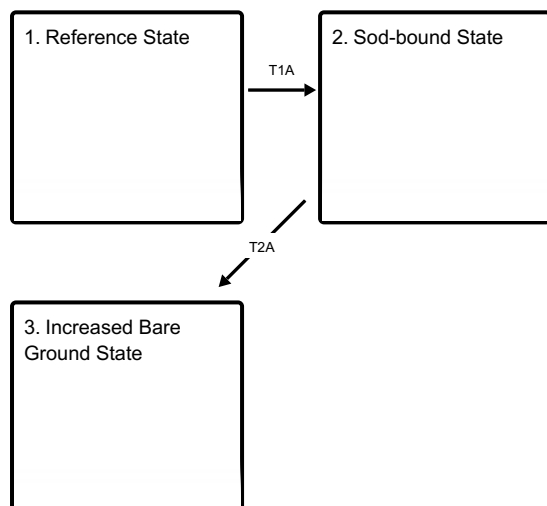 1. Reference State
T1A
2. Sod-bound State
T2A
3. Increased Bare
Ground State